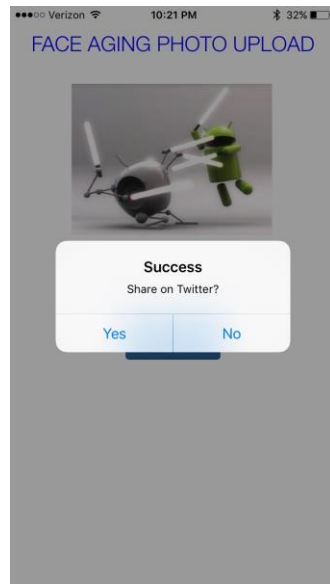 Verizon 10:21 PM 32%
FACE AGING PHOTO UPLOAD
Success
Share on Twitter?
Yes No